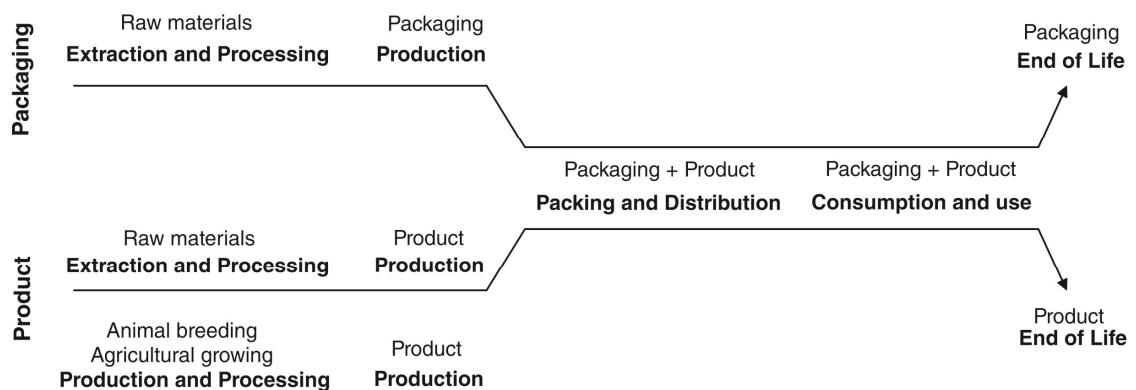 Packaging
Raw materials
Extraction and Processing
Packaging
Production
Packaging
End of Life
Packaging + Product
Packing and Distribution
Packaging + Product
Consumption and use
Product
Raw materials
Extraction and Processing
Product
Production
Animal breeding
Agricultural growing
Production and Processing
Product
Production
Product
End of Life